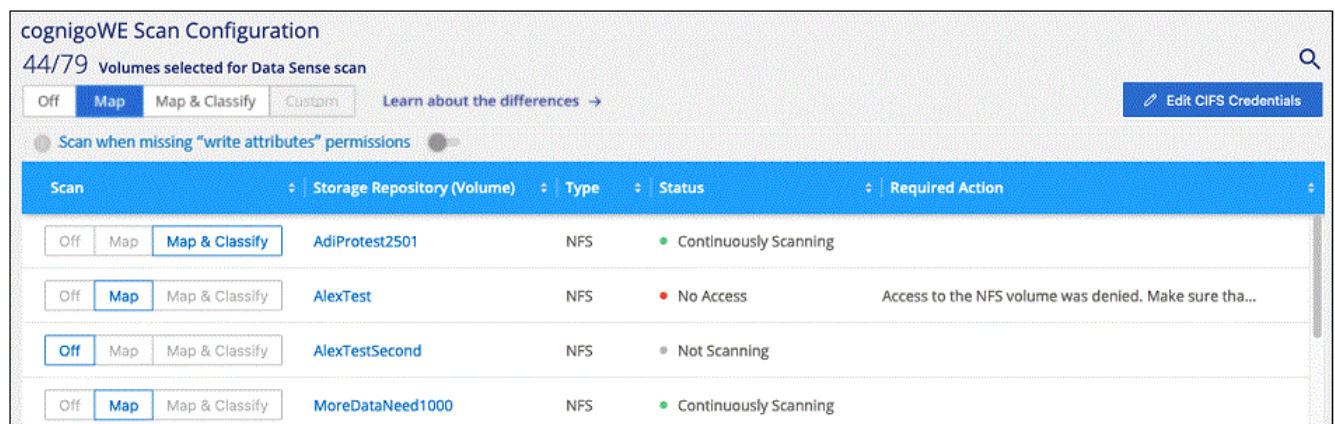 cognigoWE Scan Configuration
44/79 Volumes selected for Data Sense scan
Off Map Map & Classify Custom Learn about the differences → Edit CIFS Credentials
Scan when missing “write attributes” permissions
Scan Storage Repository (Volume) Type Status Required Action
Off Map Map & Classify AdiProtest2501 NFS Continuously Scanning
Off Map Map & Classify AlexTest NFS No Access Access to the NFS volume was denied. Make sure tha...
Off Map Map & Classify AlexTestSecond NFS Not Scanning
Off Map Map & Classify MoreDataNeed1000 NFS Continuously Scanning